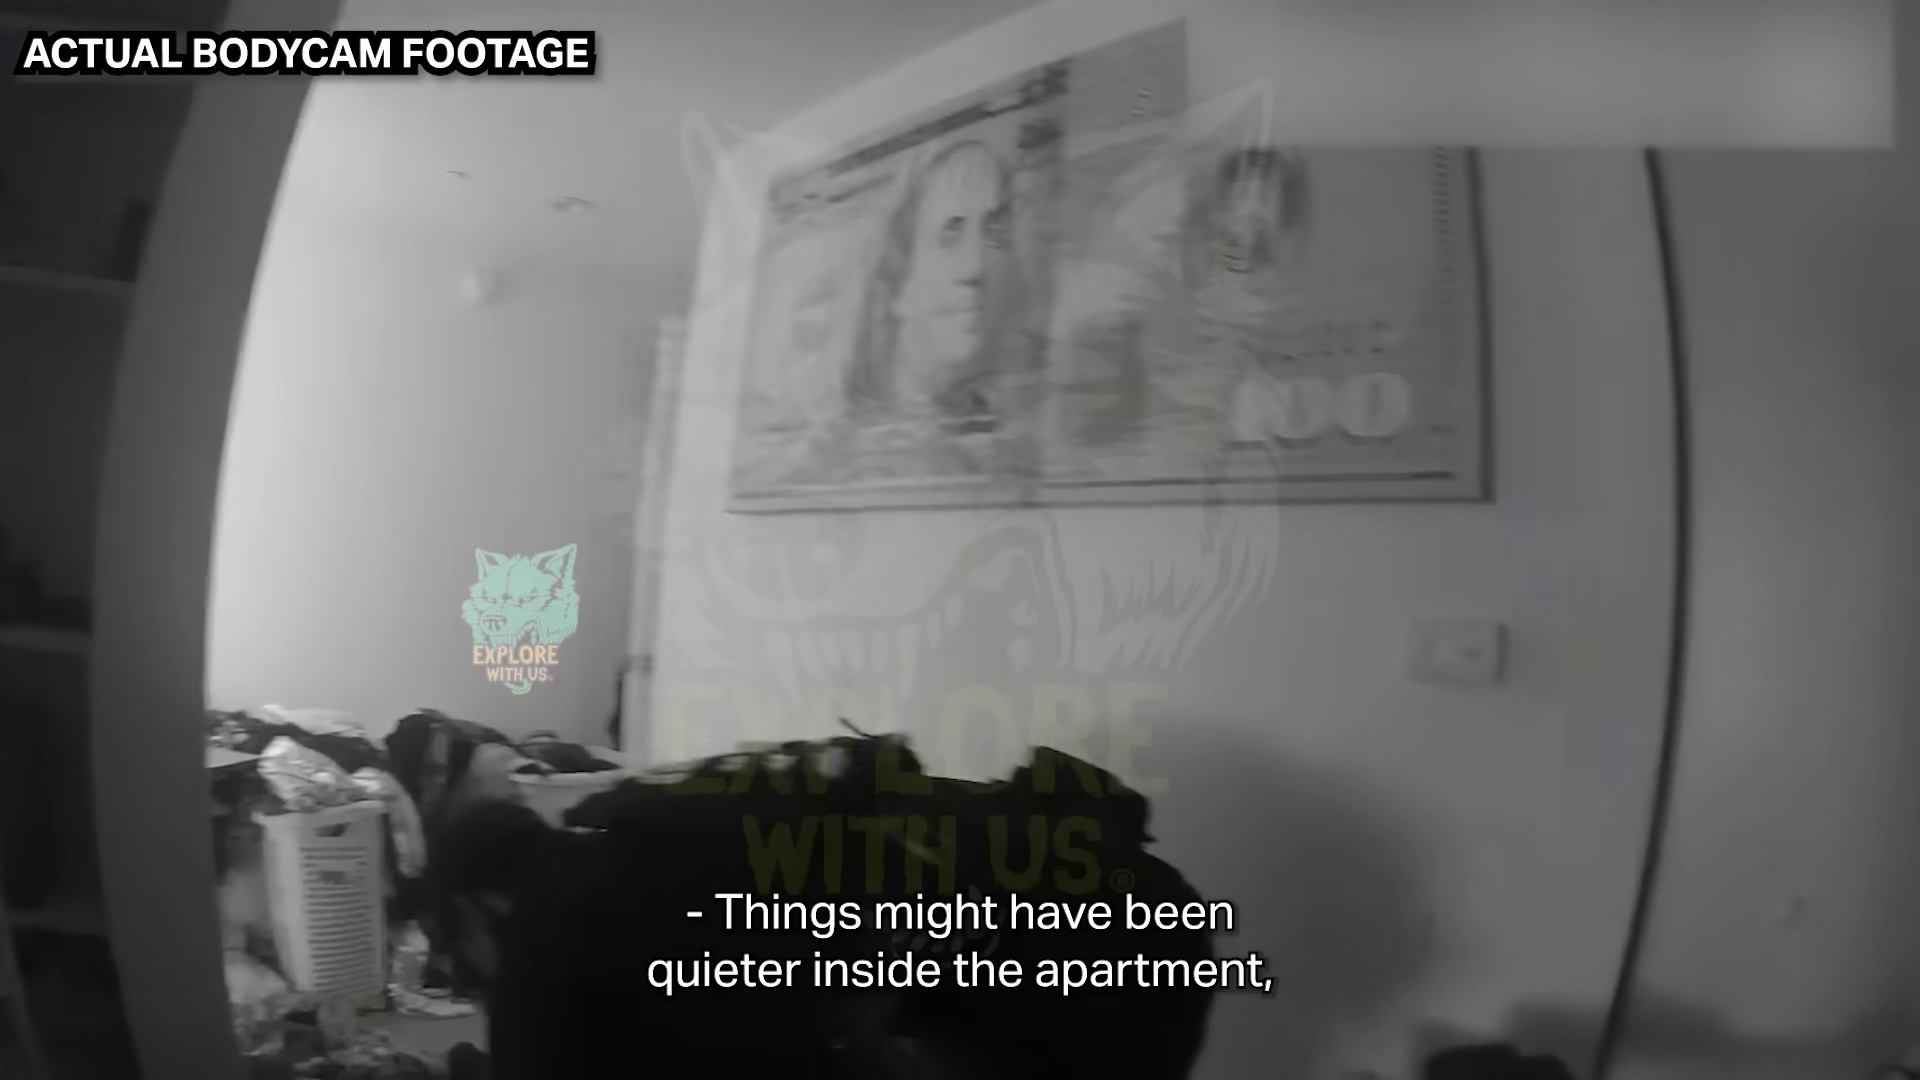 ACTUAL BODYCAM FOOTAGE
100
EXPLORE
WITH US®
EXPLORE
WITH US®
- Things might have been
quieter inside the apartment,